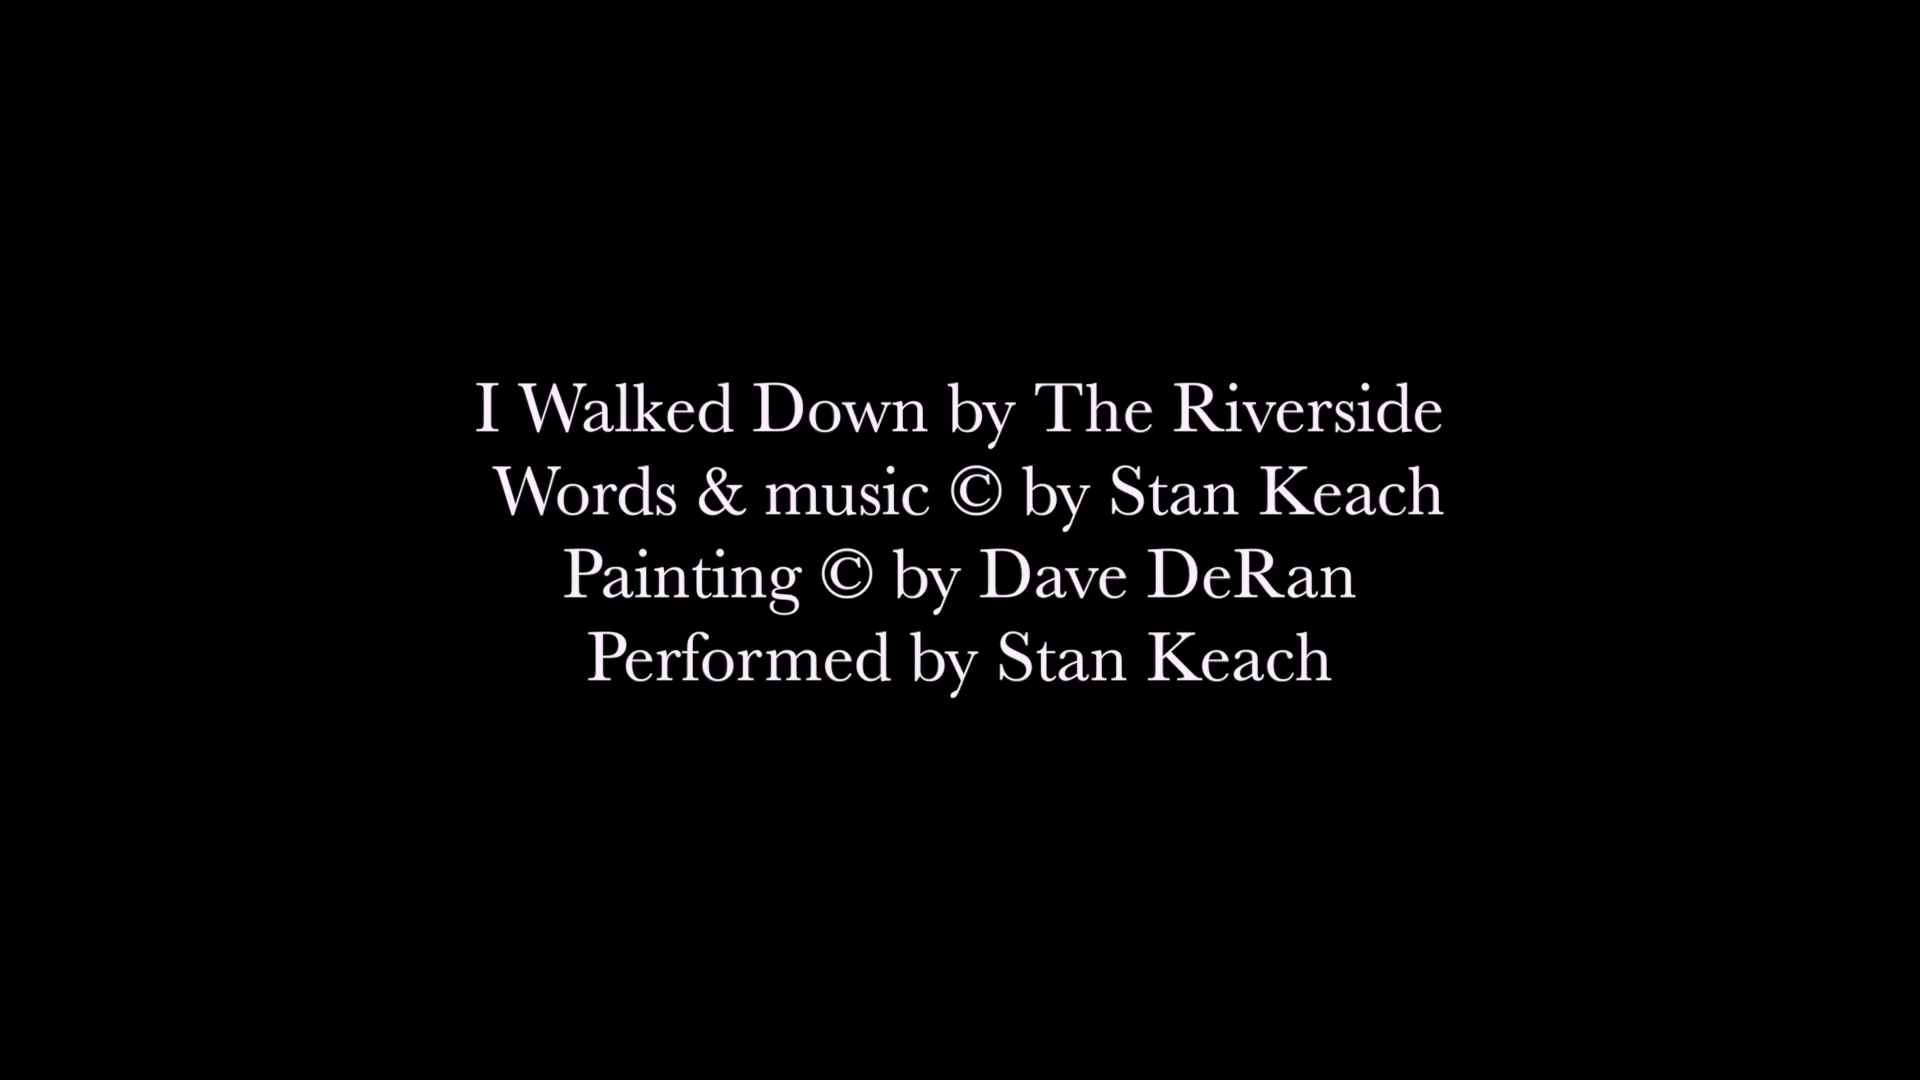 I Walked Down by The Riverside
Words & music © by Stan Keach
Painting © by Dave DeRan
Performed by Stan Keach